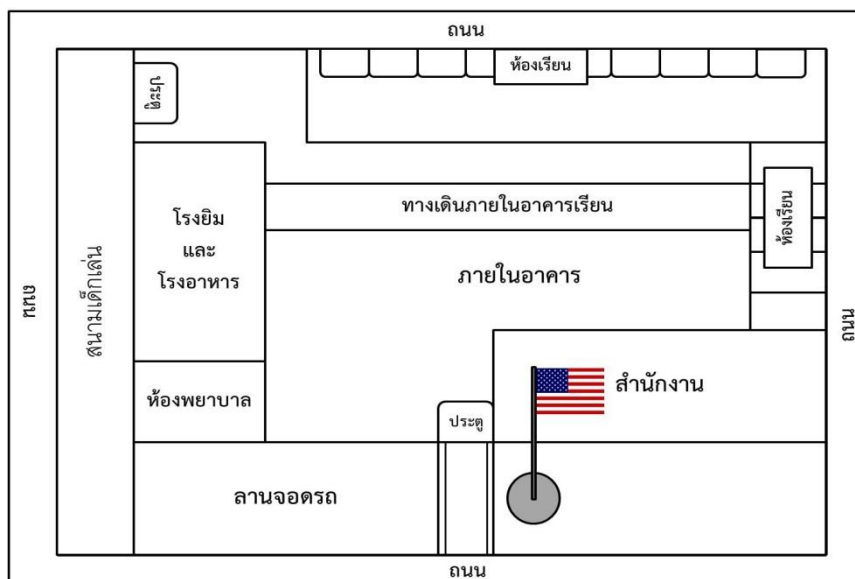 ถนน
ห้องเรียน
ประตู
โรงยิม
และ
โรงอาหาร
ทางเดินภายในอาคารเรียน
ห้องเรียน
ภายในอาคาร
สนามเด็กเล่น
ถนน
ถนน
ห้องพยาบาล
ประตู
สำนักงาน
ลานจอดรถ
ถนน